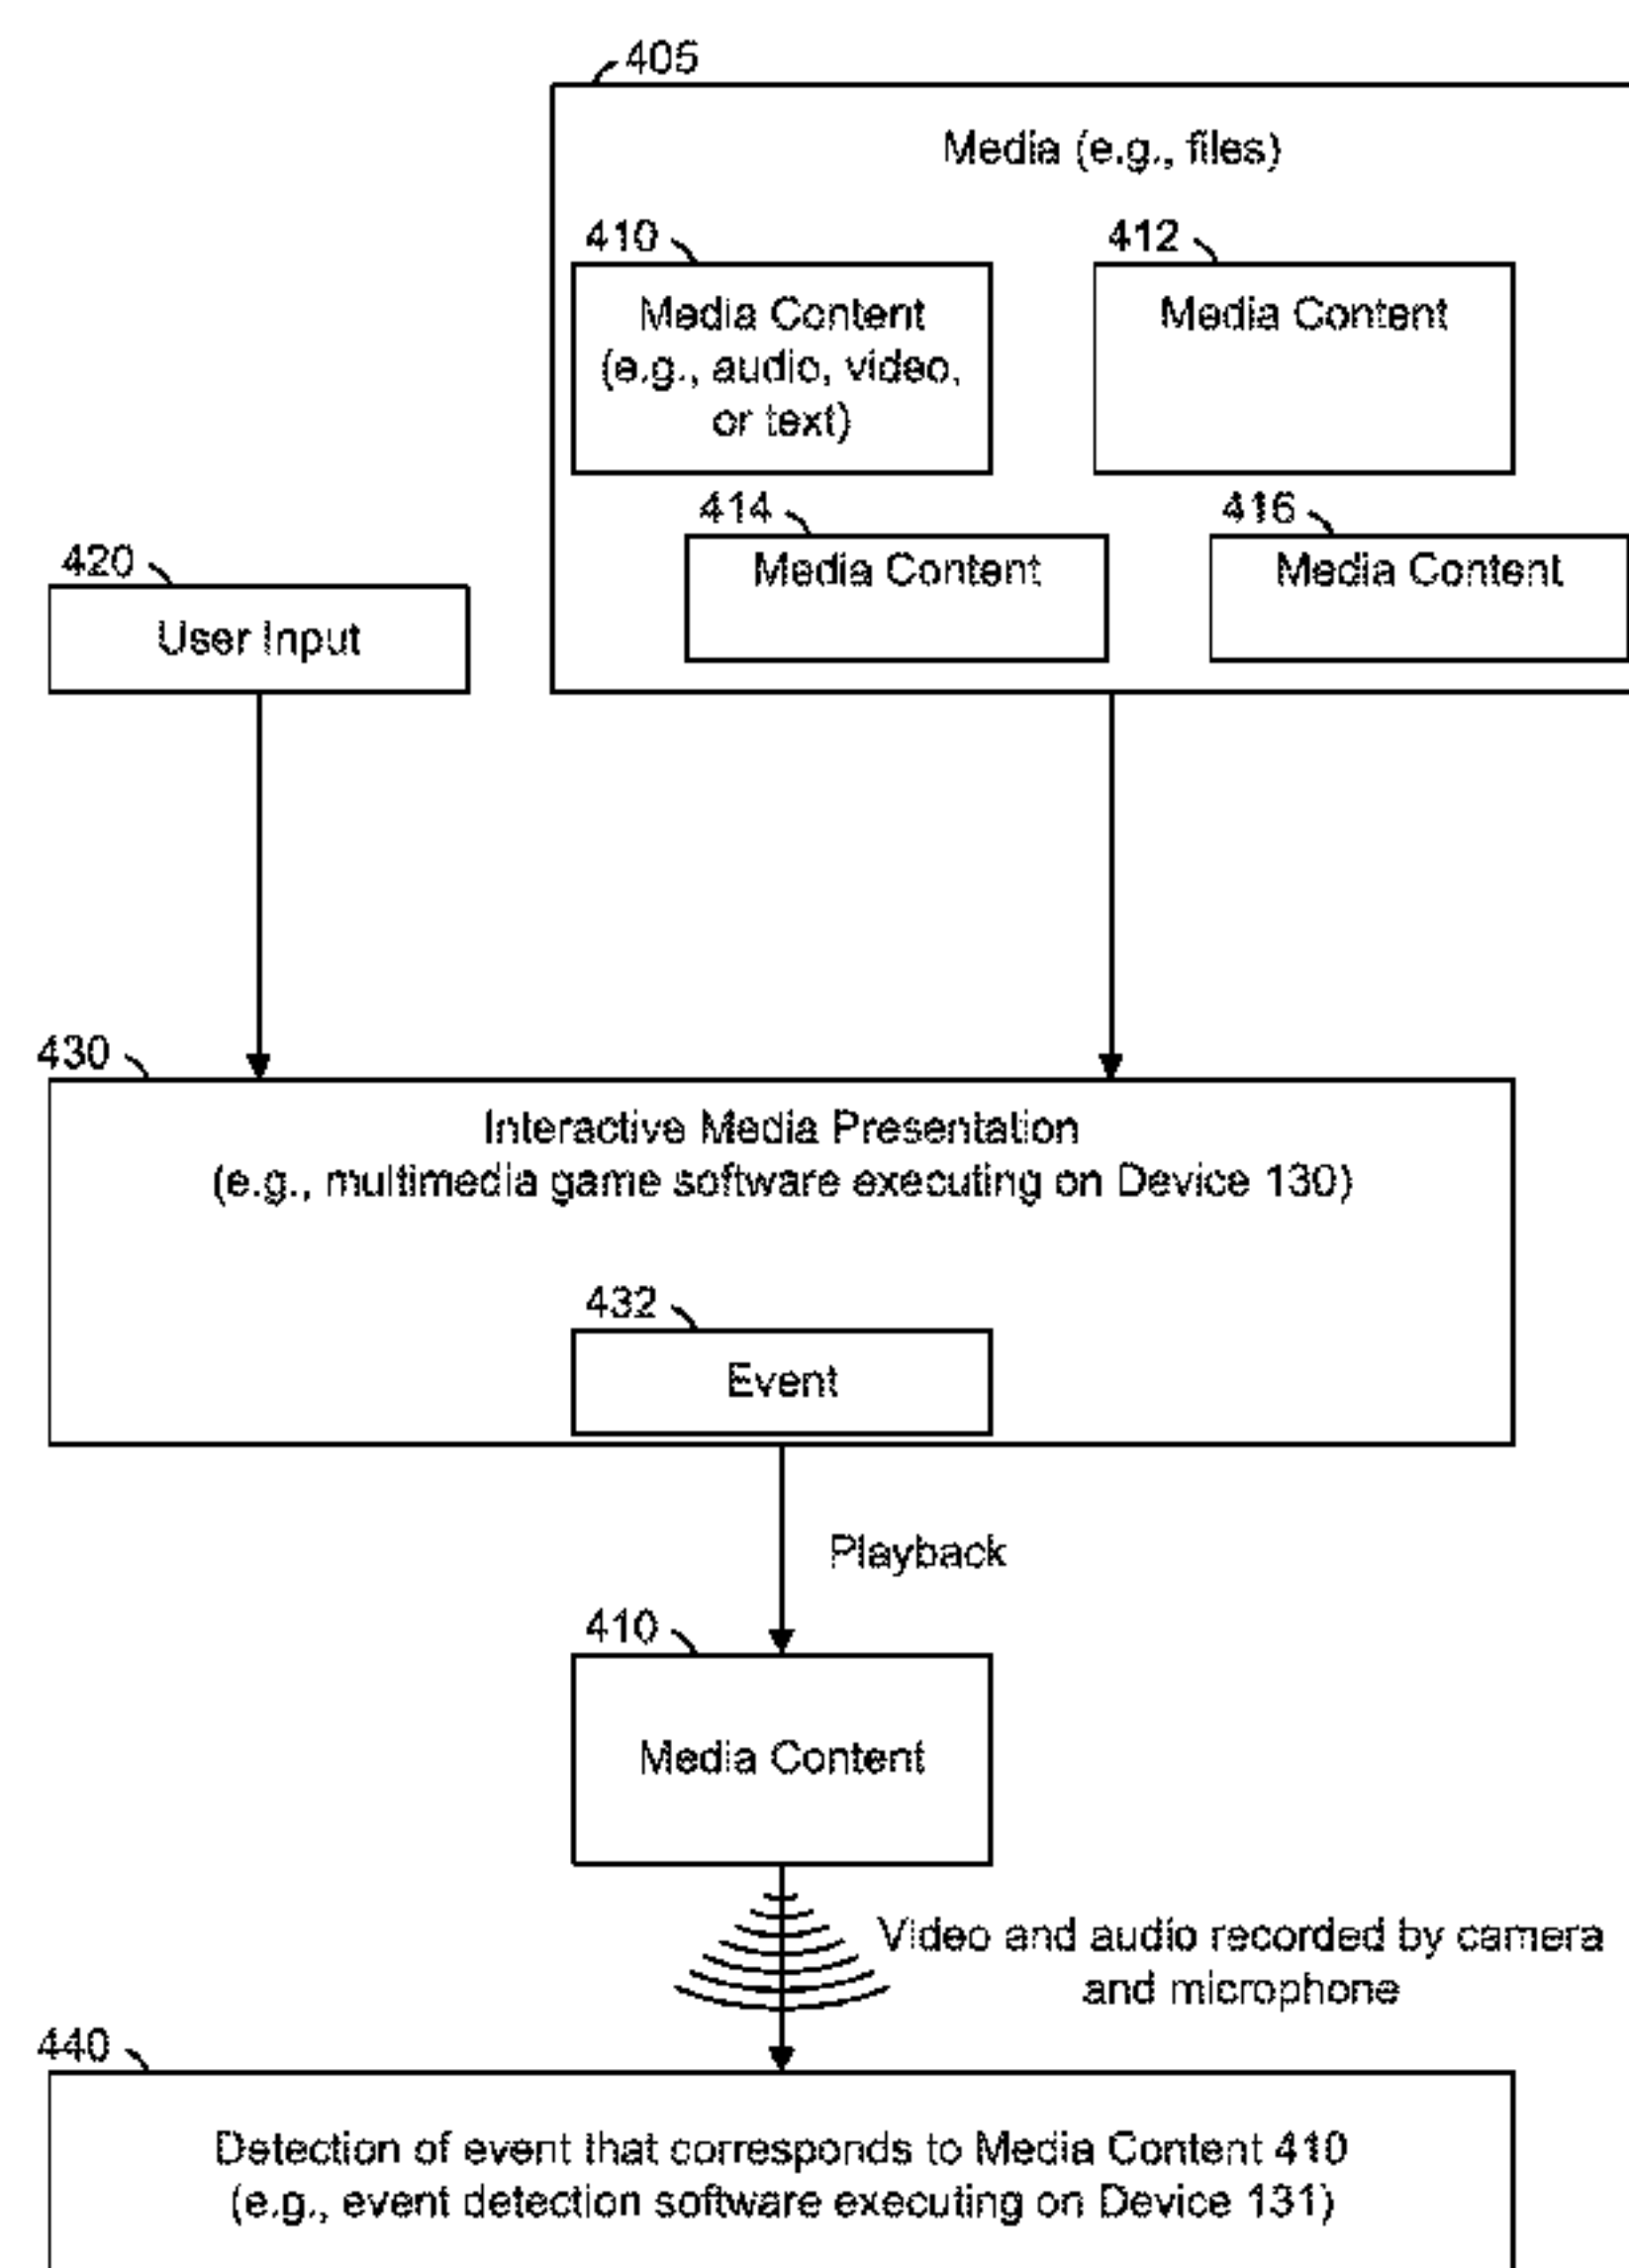 405
Media (e.g., files)
410
412
Media Content
(e.g., audio, video,
or text)
Media Content
414
416
Media Content
Media Content
420
User Input
430
Interactive Media Presentation
(e.g., multimedia game software executing on Device 130)
432
Event
Playback
410
Media Content
Video and audio recorded by camera
and microphone
440
Detection of event that corresponds to Media Content 410
(e.g., event detection software executing on Device 131)